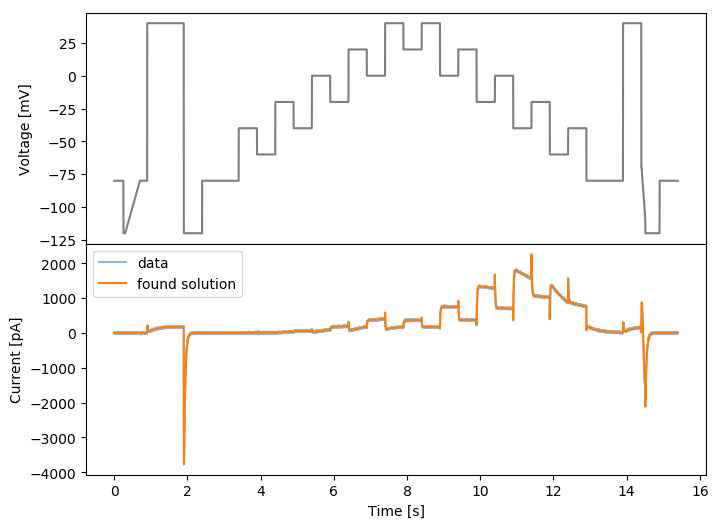 25
0
−25
−50
−75
−100
−125
Voltage [mV]
data
found solution
2000
1000
0
−1000
−2000
−3000
−4000
Current [pA]
0 2 4 6 8 10 12 14 16
Time [s]